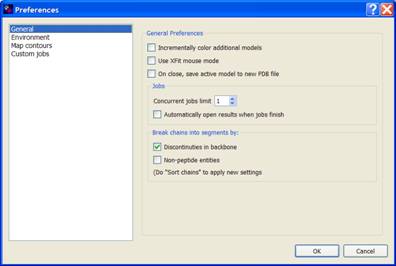 Preferences
General
Environment
Map contours
Custom jobs
General Preferences
Incrementally color additional models
Use XFit mouse mode
On close, save active model to new PDB file
Jobs
Concurrent jobs limit 1
Automatically open results when jobs finish
Break chains into segments by:
Discontinuties in backbone
Non-peptide entities
(Do "Sort chains" to apply new settings
OK Cancel